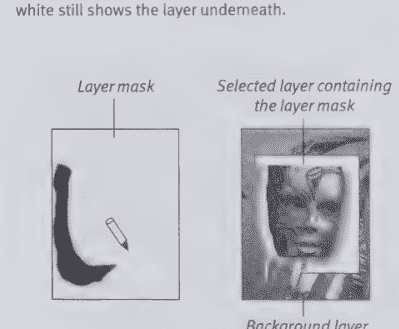 white still shows the layer underneath.
Layer mask
Selected layer containing
the layer mask
Background layer